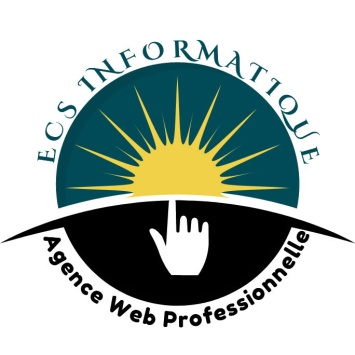 ECS INFORMATIQUE
Agence Web Professionnelle